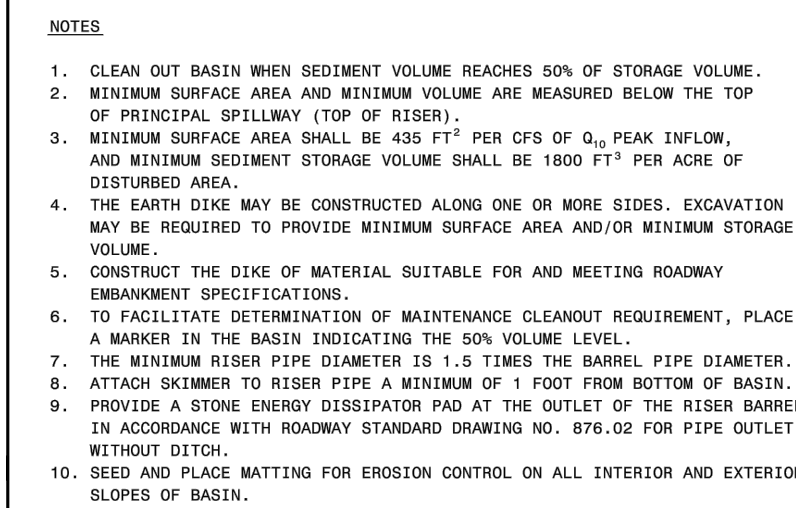 NOTES
1. CLEAN OUT BASIN WHEN SEDIMENT VOLUME REACHES 50% OF STORAGE VOLUME.
2. MINIMUM SURFACE AREA AND MINIMUM VOLUME ARE MEASURED BELOW THE TOP
OF PRINCIPAL SPILLWAY (TOP OF RISER).
3. MINIMUM SURFACE AREA SHALL BE 435 FT² PER CFS OF Q₁₀ PEAK INFLOW,
AND MINIMUM SEDIMENT STORAGE VOLUME SHALL BE 1800 FT³ PER ACRE OF
DISTURBED AREA.
4. THE EARTH DIKE MAY BE CONSTRUCTED ALONG ONE OR MORE SIDES. EXCAVATION
MAY BE REQUIRED TO PROVIDE MINIMUM SURFACE AREA AND/OR MINIMUM STORAGE
VOLUME.
5. CONSTRUCT THE DIKE OF MATERIAL SUITABLE FOR AND MEETING ROADWAY
EMBANKMENT SPECIFICATIONS.
6. TO FACILITATE DETERMINATION OF MAINTENANCE CLEANOUT REQUIREMENT, PLACE
A MARKER IN THE BASIN INDICATING THE 50% VOLUME LEVEL.
7. THE MINIMUM RISER PIPE DIAMETER IS 1.5 TIMES THE BARREL PIPE DIAMETER.
8. ATTACH SKIMMER TO RISER PIPE A MINIMUM OF 1 FOOT FROM BOTTOM OF BASIN.
9. PROVIDE A STONE ENERGY DISSIPATOR PAD AT THE OUTLET OF THE RISER BARREL
IN ACCORDANCE WITH ROADWAY STANDARD DRAWING NO. 876.02 FOR PIPE OUTLET
WITHOUT DITCH.
10. SEED AND PLACE MATTING FOR EROSION CONTROL ON ALL INTERIOR AND EXTERIOR
SLOPES OF BASIN.